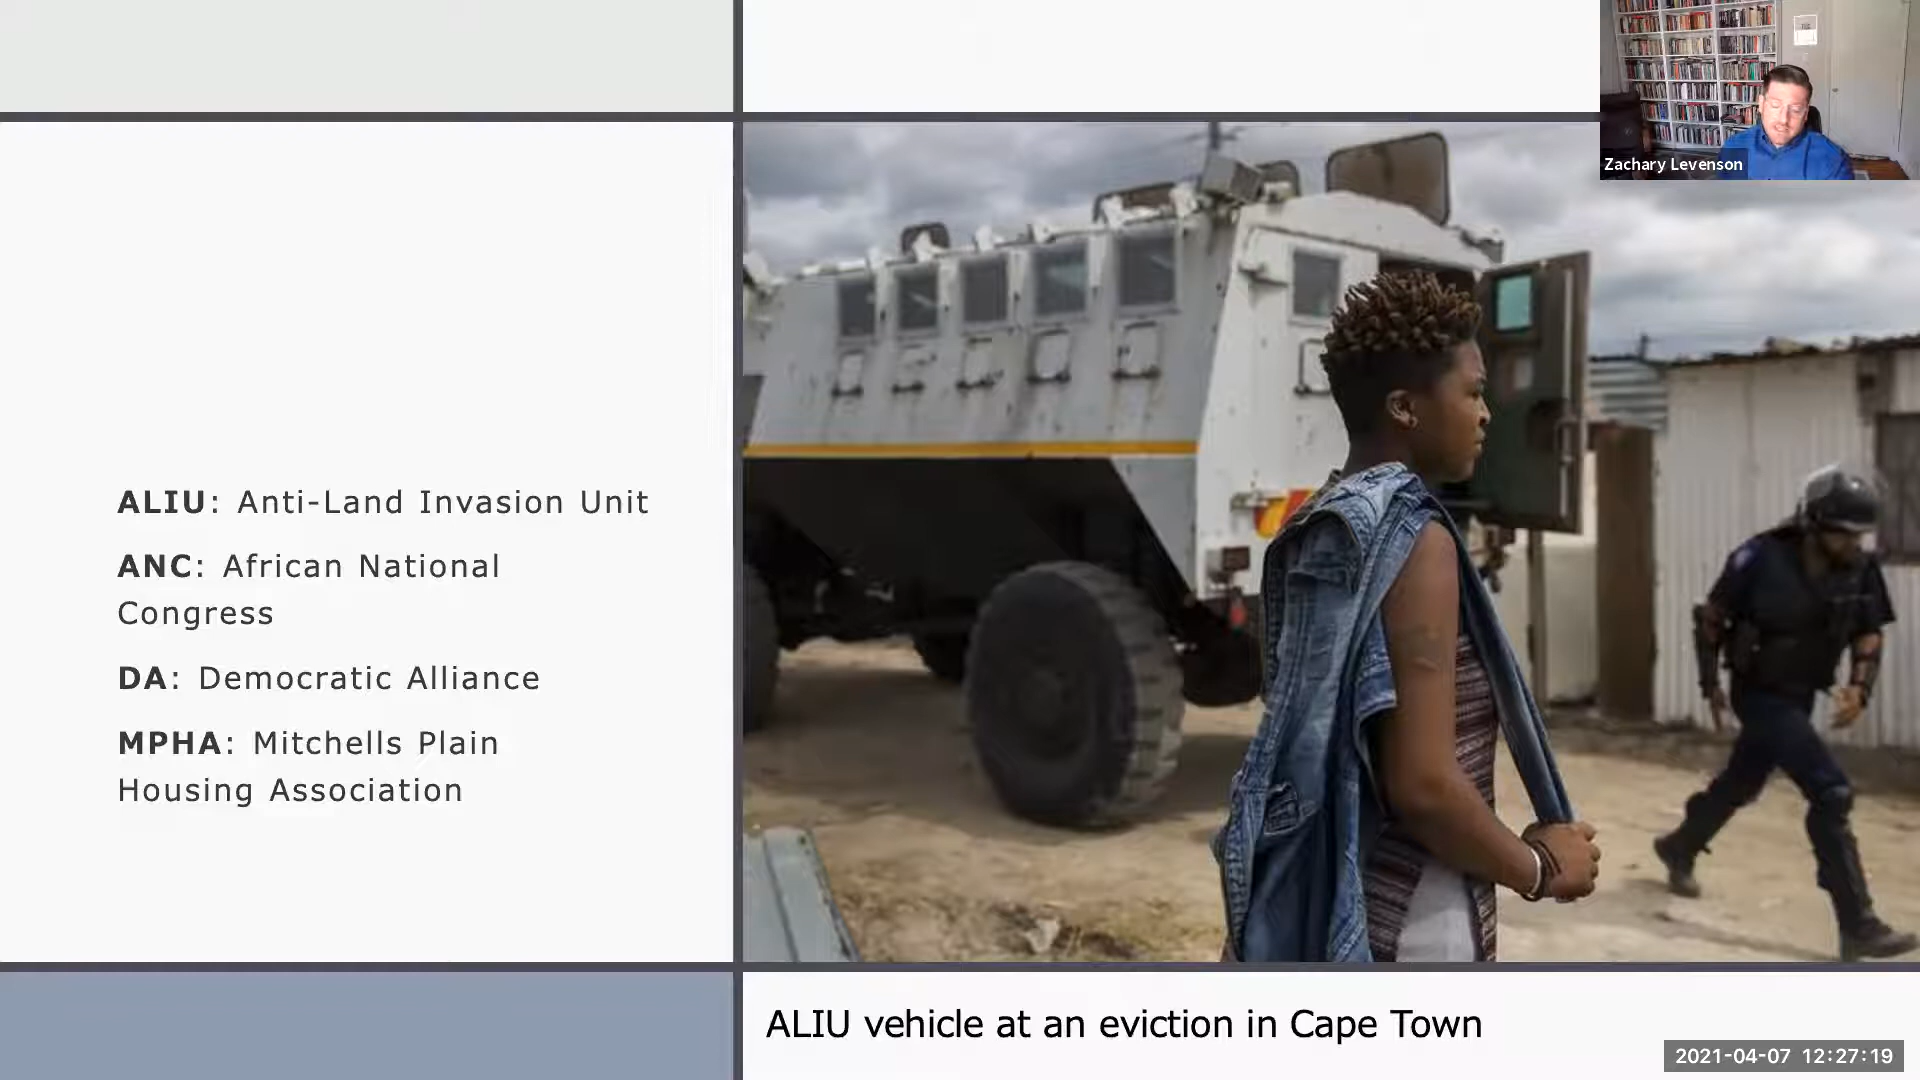 Zachary Levenson
ALIU: Anti-Land Invasion Unit
ANC: African National
Congress
DA: Democratic Alliance
MPHA: Mitchells Plain
Housing Association
ALIU vehicle at an eviction in Cape Town
2021-04-07 12:27:19